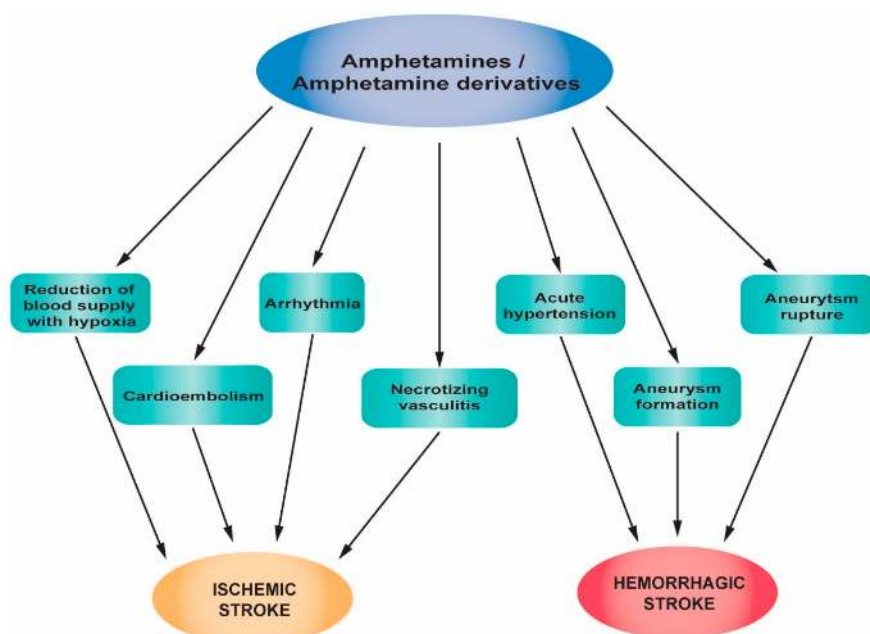 Amphetamines /
Amphetamine derivatives
Reduction of
blood supply
with hypoxia
Arrhythmia
Acute
hypertension
Aneurytsm
rupture
Cardioembolism
Necrotizing
vasculitis
Aneurysm
formation
ISCHEMIC
STROKE
HEMORRHAGIC
STROKE